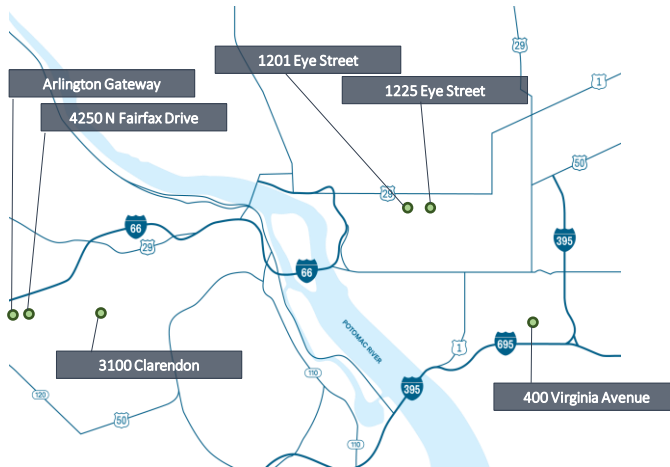 29
1
1201 Eye Street
Arlington Gateway
1225 Eye Street
4250 N Fairfax Drive
50
29
66
29
395
66
POTOMAC RIVER
695
1
3100 Clarendon
110
395
120
50
400 Virginia Avenue
110